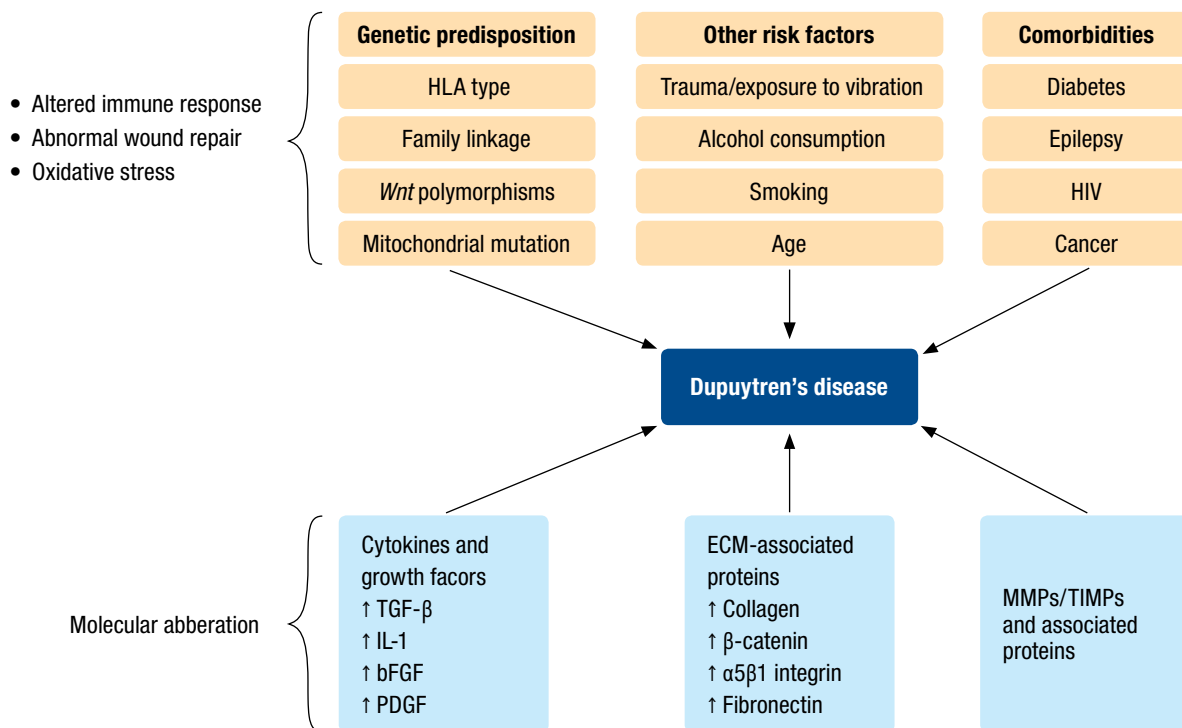 • Altered immune response
• Abnormal wound repair
• Oxidative stress
Genetic predisposition
HLA type
Family linkage
Wnt polymorphisms
Mitochondrial mutation
Other risk factors
Trauma/exposure to vibration
Alcohol consumption
Smoking
Age
Comorbidities
Diabetes
Epilepsy
HIV
Cancer
Dupuytren’s disease
Molecular abberation
Cytokines and
growth facors
↑ TGF-β
↑ IL-1
↑ bFGF
↑ PDGF
ECM-associated
proteins
↑ Collagen
↑ β-catenin
↑ α5β1 integrin
↑ Fibronectin
MMPs/TIMPs
and associated
proteins